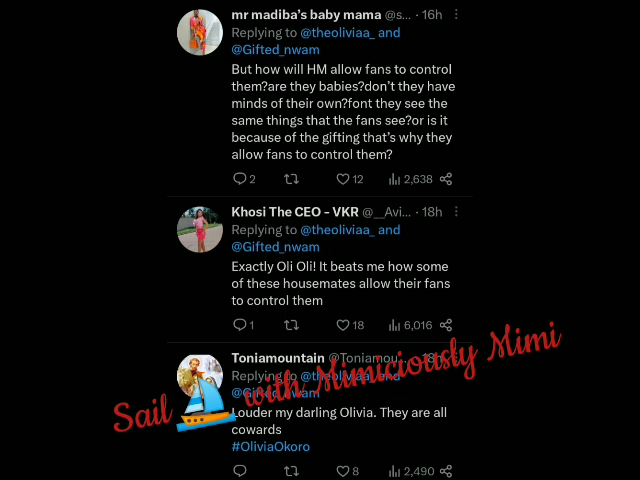 mr madiba's baby mama @s... · 16h
Replying to @theoliviaa_ and
@Gifted_nwam
But how will HM allow fans to control
them?are they babies?don't they have
minds of their own?font they see the
same things that the fans see?or is it
because of the gifting that's why they
allow fans to control them?
2 12 2,638
Khosi The CEO - VKR @__Avi... · 18h
Replying to @theoliviaa_ and
@Gifted_nwam
Exactly Oli Oli! It beats me how some
of these housemates allow their fans
to control them
1 18 6,016
Toniamountain @Toniamou... · 18h
Replying to @theoliviaa_ and
@Gifted_nwam
Sail with Mimiciously Mimi
Louder my darling Olivia. They are all
cowards
#OliviaOkoro
8 2,490